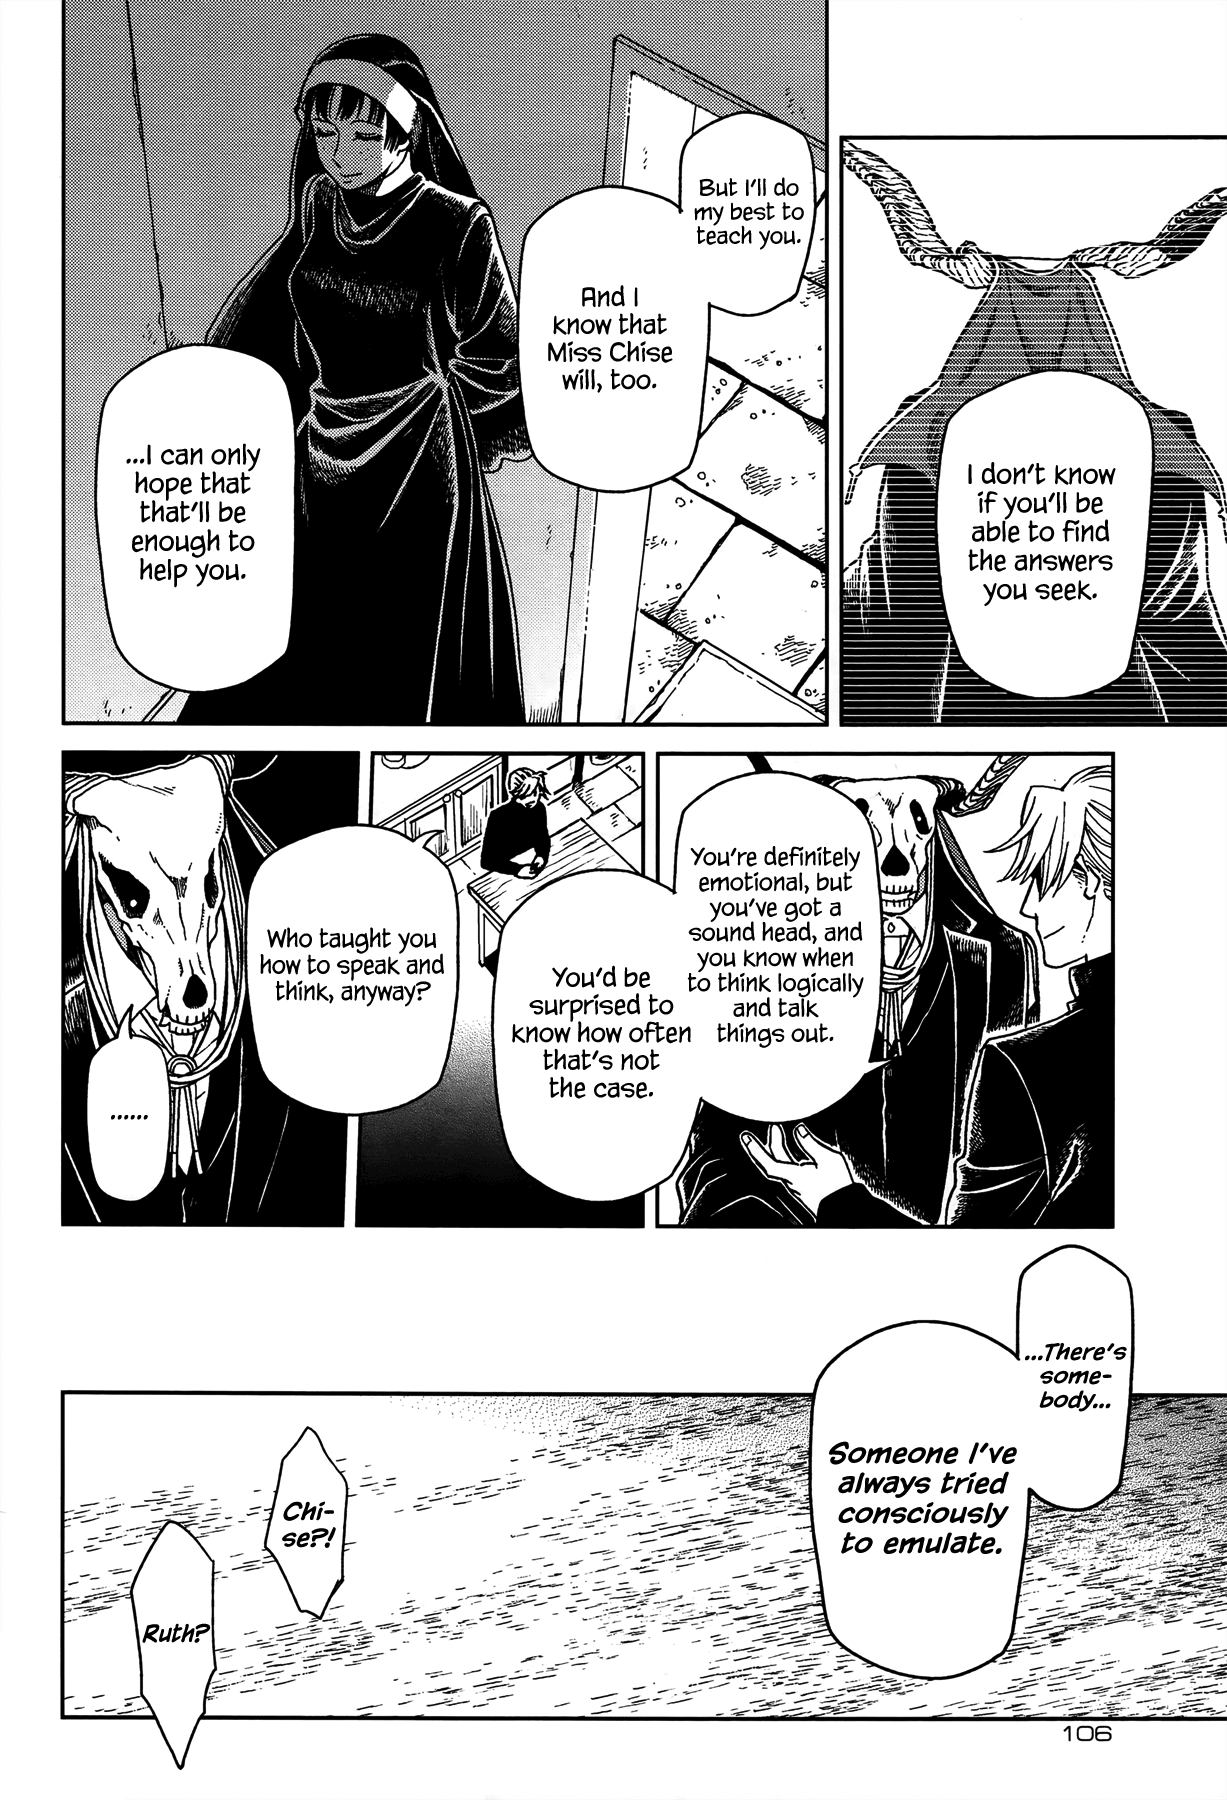 I don't know
if you'll be
able to find
the answers
you seek.
But I'll do
my best to
teach you.
And I
know that
Miss Chise
will, too.
...I can only
hope that
that'll be
enough to
help you.
You're definitely
emotional, but
you've got a
sound head, and
you know when
to think logically
and talk
things out.
You'd be
surprised to
know how often
that's not
the case.
Who taught you
how to speak and
think, anyway?
......
...There's
some-
body...
Someone I've
always tried
consciously
to emulate.
Chi-
se?!
Ruth?
106